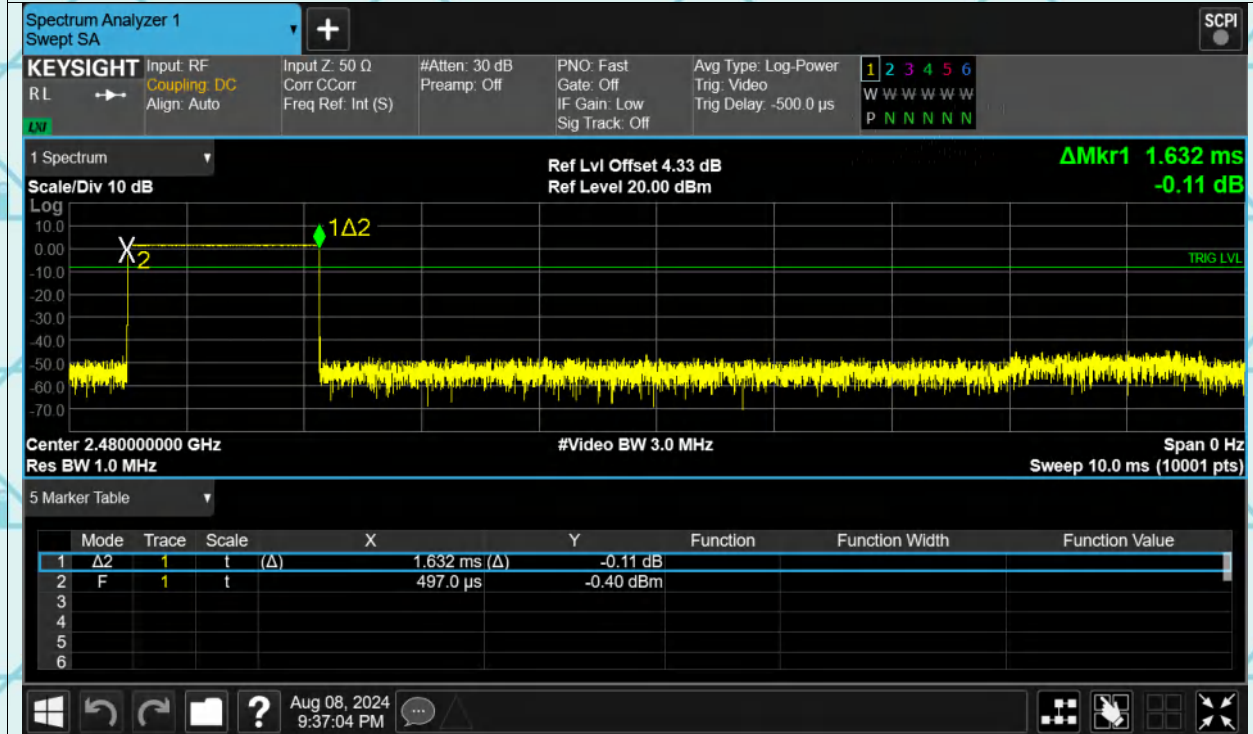 Spectrum Analyzer 1
Swept SA
+
SCPI
KEYSIGHT
RL
LXI
Input: RF
Coupling: DC
Align: Auto
Input Z: 50 Ω
Corr CCorr
Freq Ref: Int (S)
#Atten: 30 dB
Preamp: Off
PNO: Fast
Gate: Off
IF Gain: Low
Sig Track: Off
Avg Type: Log-Power
Trig: Video
Trig Delay: -500.0 µs
1 2 3 4 5 6
W W W W W W
P N N N N N
1 Spectrum
Scale/Div 10 dB
Ref Lvl Offset 4.33 dB
Ref Level 20.00 dBm
ΔMkr1 1.632 ms
-0.11 dB
Log
10.0
0.00
-10.0
-20.0
-30.0
-40.0
-50.0
-60.0
-70.0
X2
1Δ2
TRIG LVL
Center 2.480000000 GHz
#Video BW 3.0 MHz
Span 0 Hz
Res BW 1.0 MHz
Sweep 10.0 ms (10001 pts)
5 Marker Table
Mode Trace Scale X Y Function Function Width Function Value
1 Δ2 1 t (Δ) 1.632 ms (Δ) -0.11 dB
2 F 1 t 497.0 µs -0.40 dBm
3
4
5
6
?
Aug 08, 2024
9:37:04 PM